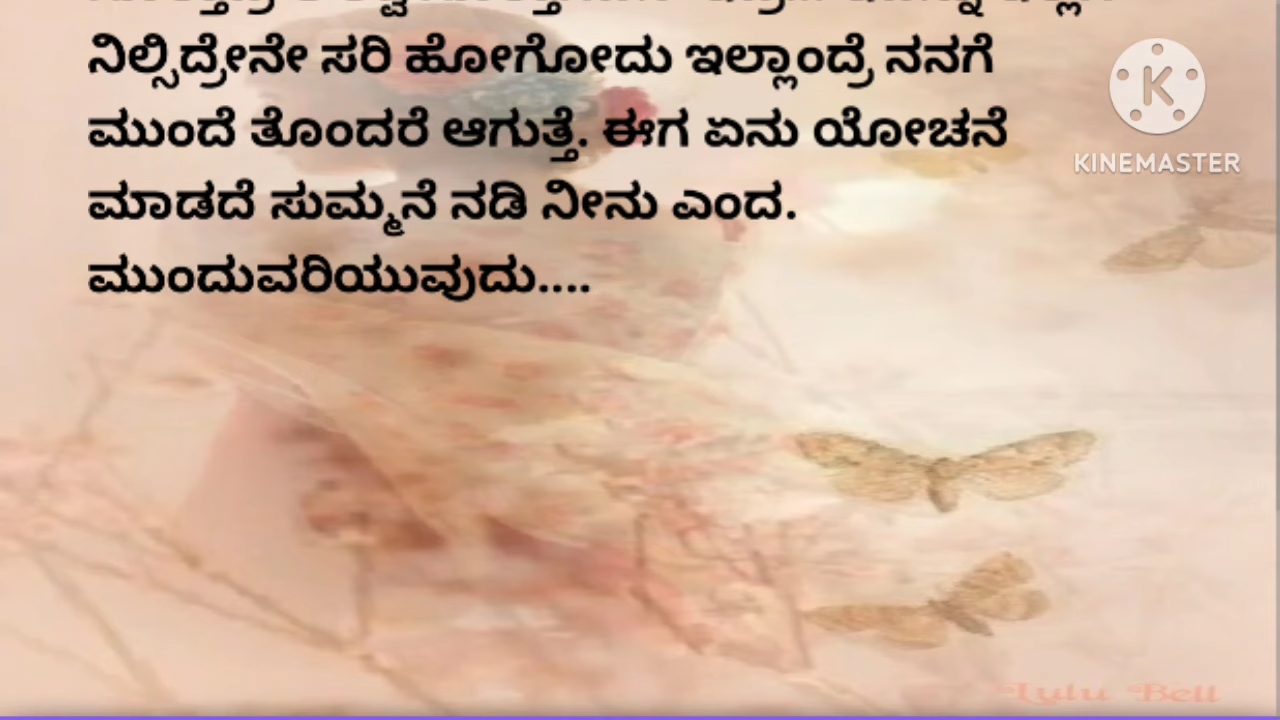 ನಿಲ್ಸಿದ್ರೇನೇ ಸರಿ ಹೋಗೋದು ಇಲ್ಲಾಂದ್ರೆ ನನಗೆ
ಮುಂದೆ ತೊಂದರೆ ಆಗುತ್ತೆ. ಈಗ ಏನು ಯೋಚನೆ
ಮಾಡದೆ ಸುಮ್ಮನೆ ನಡಿ ನೀನು ಎಂದ.
ಮುಂದುವರಿಯುವುದು....
KINEMASTER
Lulu Bell